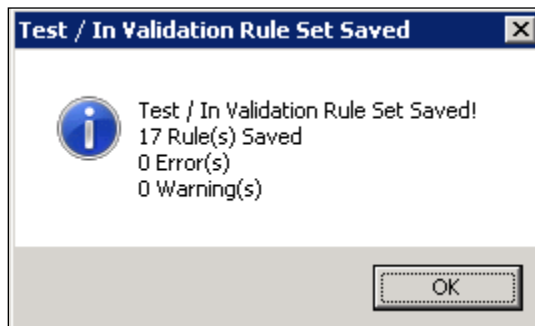 Test / In Validation Rule Set Saved
Test / In Validation Rule Set Saved!
17 Rule(s) Saved
0 Error(s)
0 Warning(s)
OK